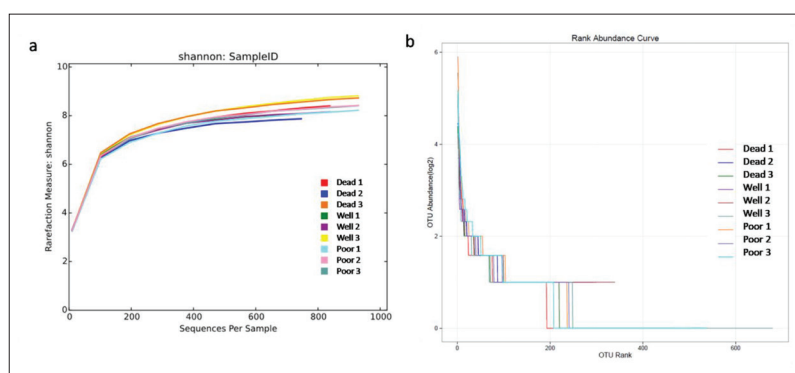 a
shannon: SampleID
Rarefaction Measure: shannon
10
8
6
4
2
0
0
200
400
600
800
1000
Sequences Per Sample
Dead 1
Dead 2
Dead 3
Well 1
Well 2
Well 3
Poor 1
Poor 2
Poor 3
b
Rank Abundance Curve
OTU Abundance(log2)
6
4
2
0
0
200
400
600
OTU Rank
Dead 1
Dead 2
Dead 3
Well 1
Well 2
Well 3
Poor 1
Poor 2
Poor 3